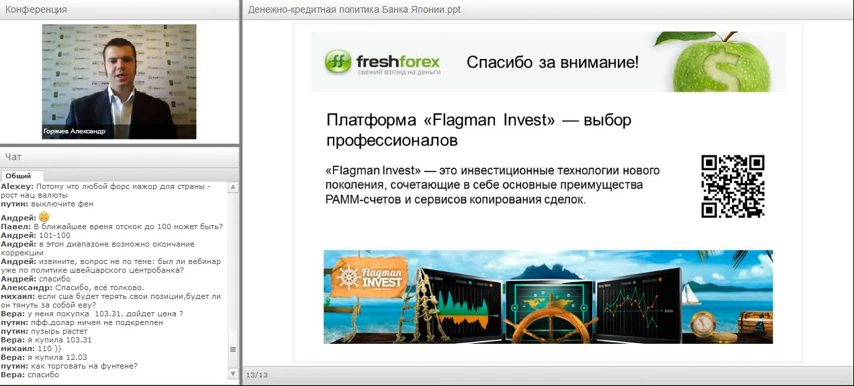 Конференция
Горячев Александр
Чат
Общий
Alexey: Потому что любой форс мажор для страны -
рост нац валюты
путин: выключите фен
Андрей:
Павел: В ближайшее время отскок до 100 может быть?
Андрей: 101-100
Андрей: в этом диапазоне возможно окончание
коррекции
Андрей: извините, вопрос не по теме: был ли вебинар
уже по политике швейцарского центробанка?
Андрей: спасибо
Александр: Спасибо, всё толково.
михаил: если сша будет терять свои позиции,будет ли
он тянуть за собой еву?
Вера: у меня покупка 103.31. дойдет цена ?
путин: пфф.долар ничем не подкреплен
путин: пузырь растет
Вера: я купила 103.31
михаил: 110 ))
Вера: я купила 12.03
путин: как торговать на фунтене?
Вера: спасибо
Денежно-кредитная политика Банка Японии.ppt
freshforex
свежий взгляд на деньги
Спасибо за внимание!
Платформа «Flagman Invest» — выбор
профессионалов
«Flagman Invest» — это инвестиционные технологии нового
поколения, сочетающие в себе основные преимущества
PAMM-счетов и сервисов копирования сделок.
Flagman
INVEST
13/13